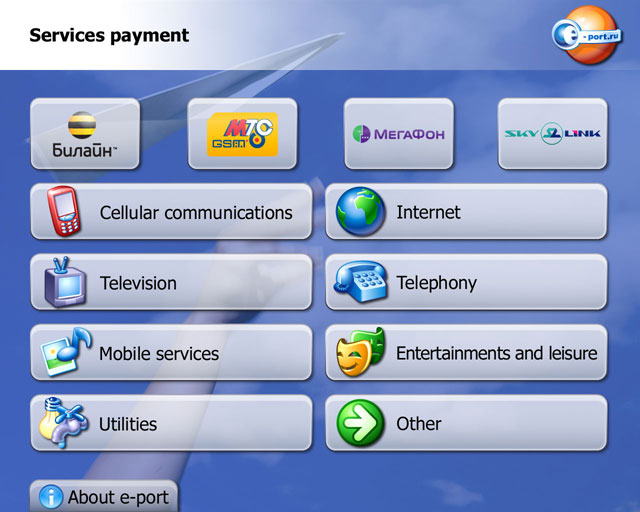 Services payment
e-port.ru
Билайн™
МТС
GSM
МегаФон
SKY LINK
Cellular communications
Internet
Television
Telephony
Mobile services
Entertainments and leisure
Utilities
Other
i About e-port